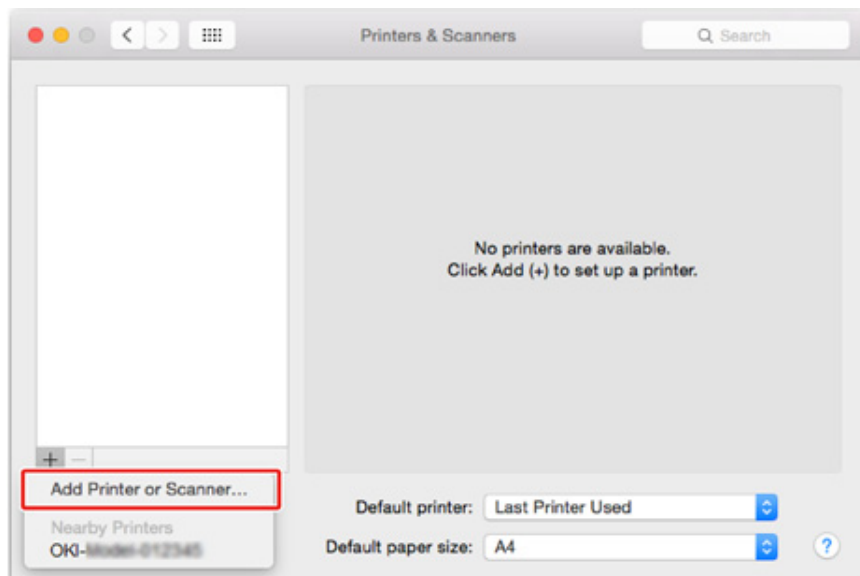 Printers & Scanners
Search
No printers are available.
Click Add (+) to set up a printer.
Add Printer or Scanner...
Nearby Printers
OKI-
Default printer: Last Printer Used
Default paper size: A4
?